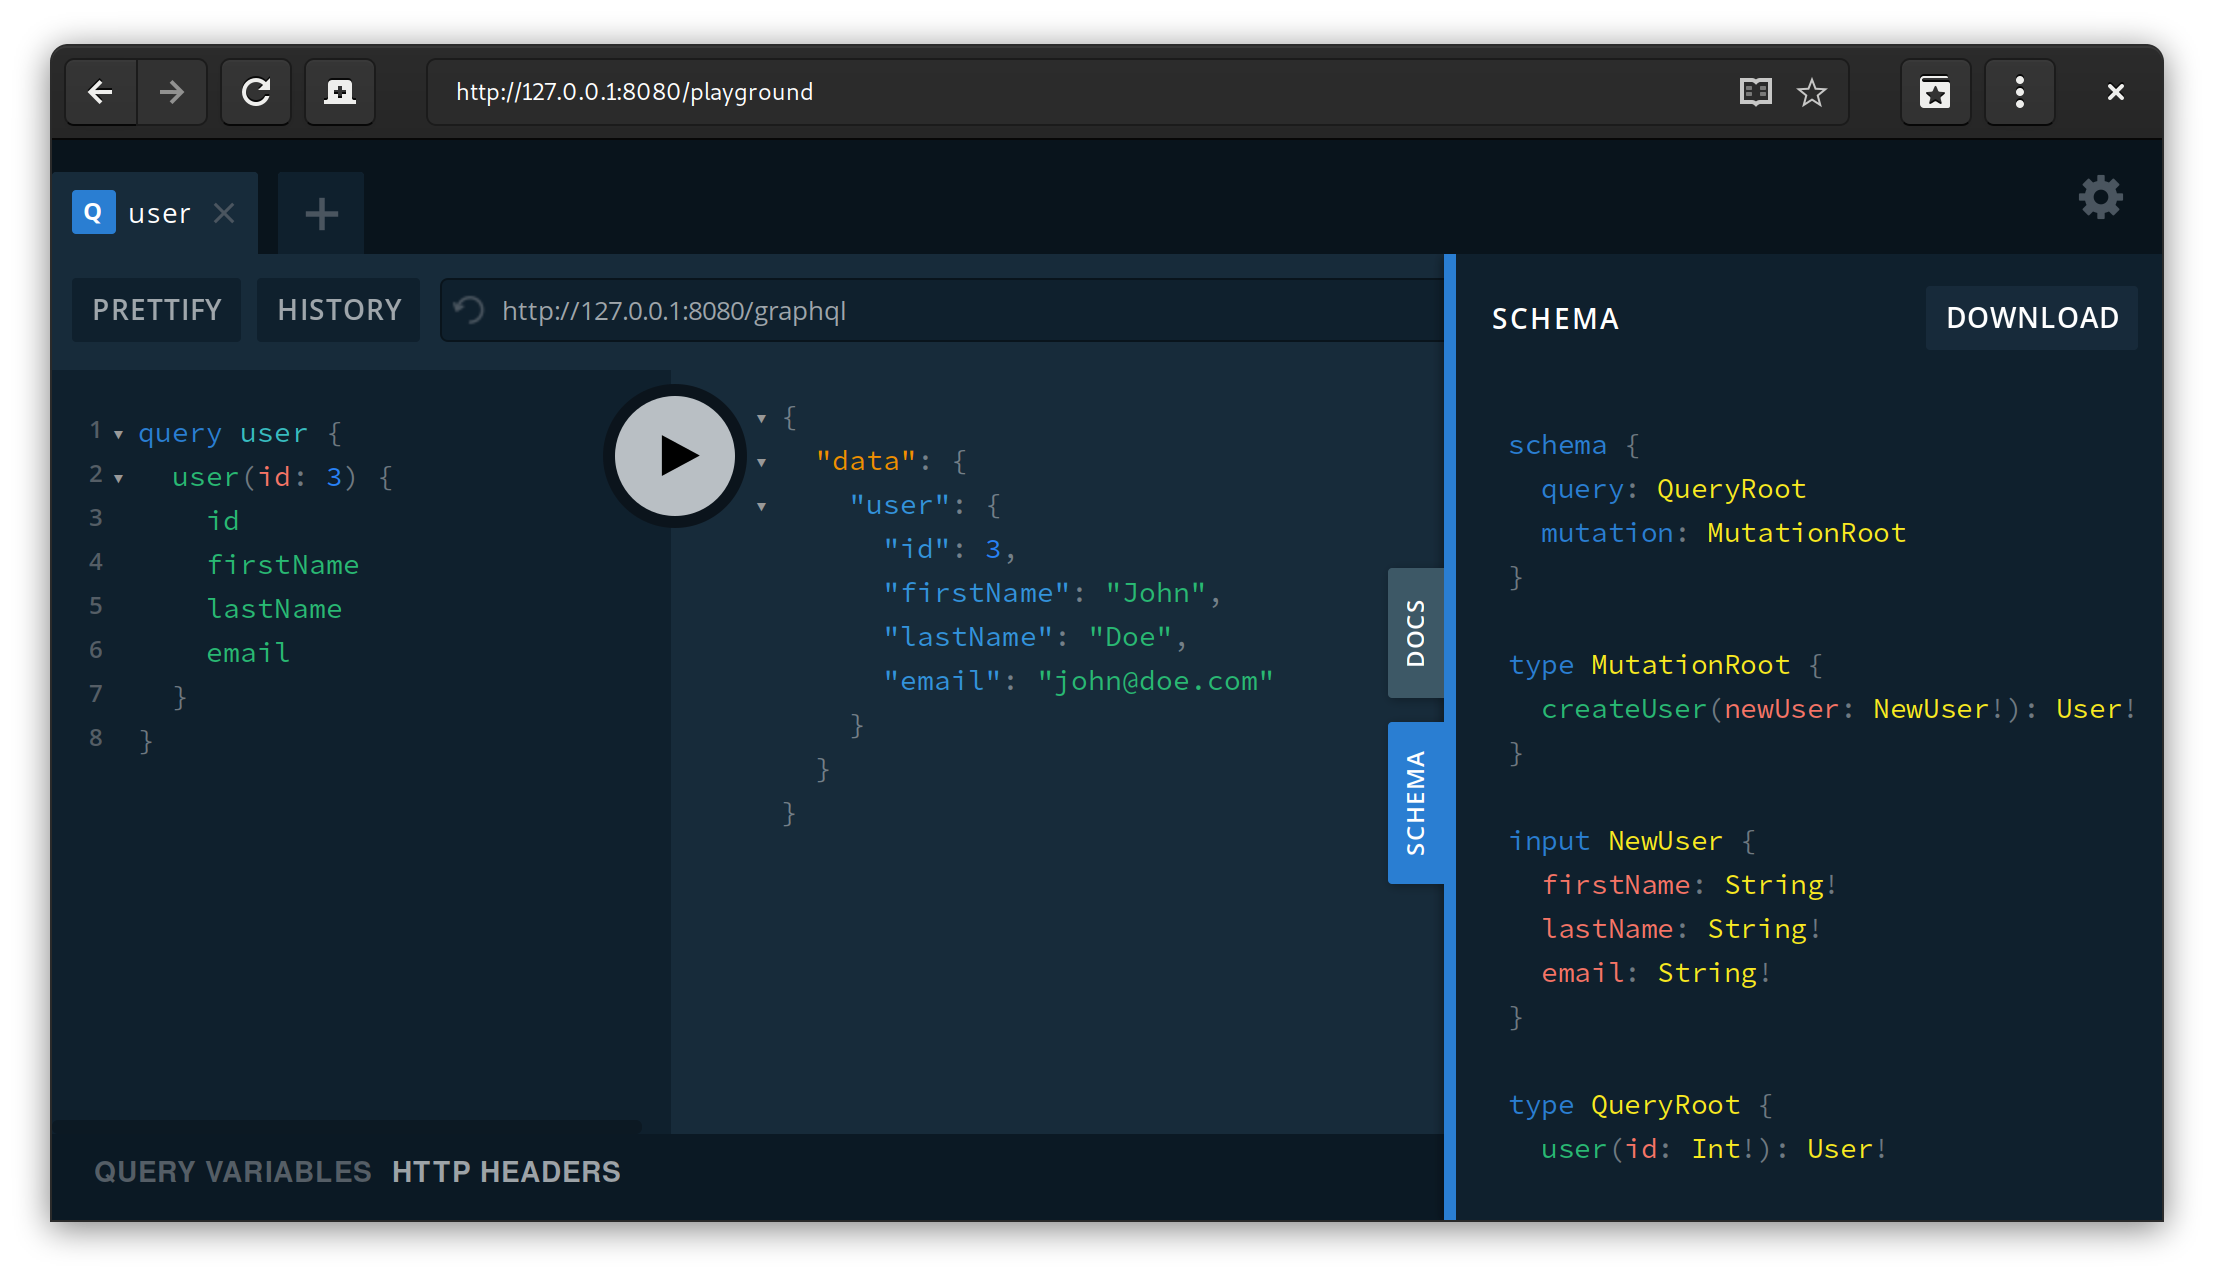 http://127.0.0.1:8080/playground
Q user
PRETTIFY
HISTORY
http://127.0.0.1:8080/graphql
1 query user {
2 user(id: 3) {
3 id
4 firstName
5 lastName
6 email
7 }
8 }
{
"data": {
"user": {
"id": 3,
"firstName": "John",
"lastName": "Doe",
"email": "john@doe.com"
}
}
}
QUERY VARIABLES HTTP HEADERS
DOCS
SCHEMA
SCHEMA
DOWNLOAD
schema {
query: QueryRoot
mutation: MutationRoot
}
type MutationRoot {
createUser(newUser: NewUser!): User!
}
input NewUser {
firstName: String!
lastName: String!
email: String!
}
type QueryRoot {
user(id: Int!): User!